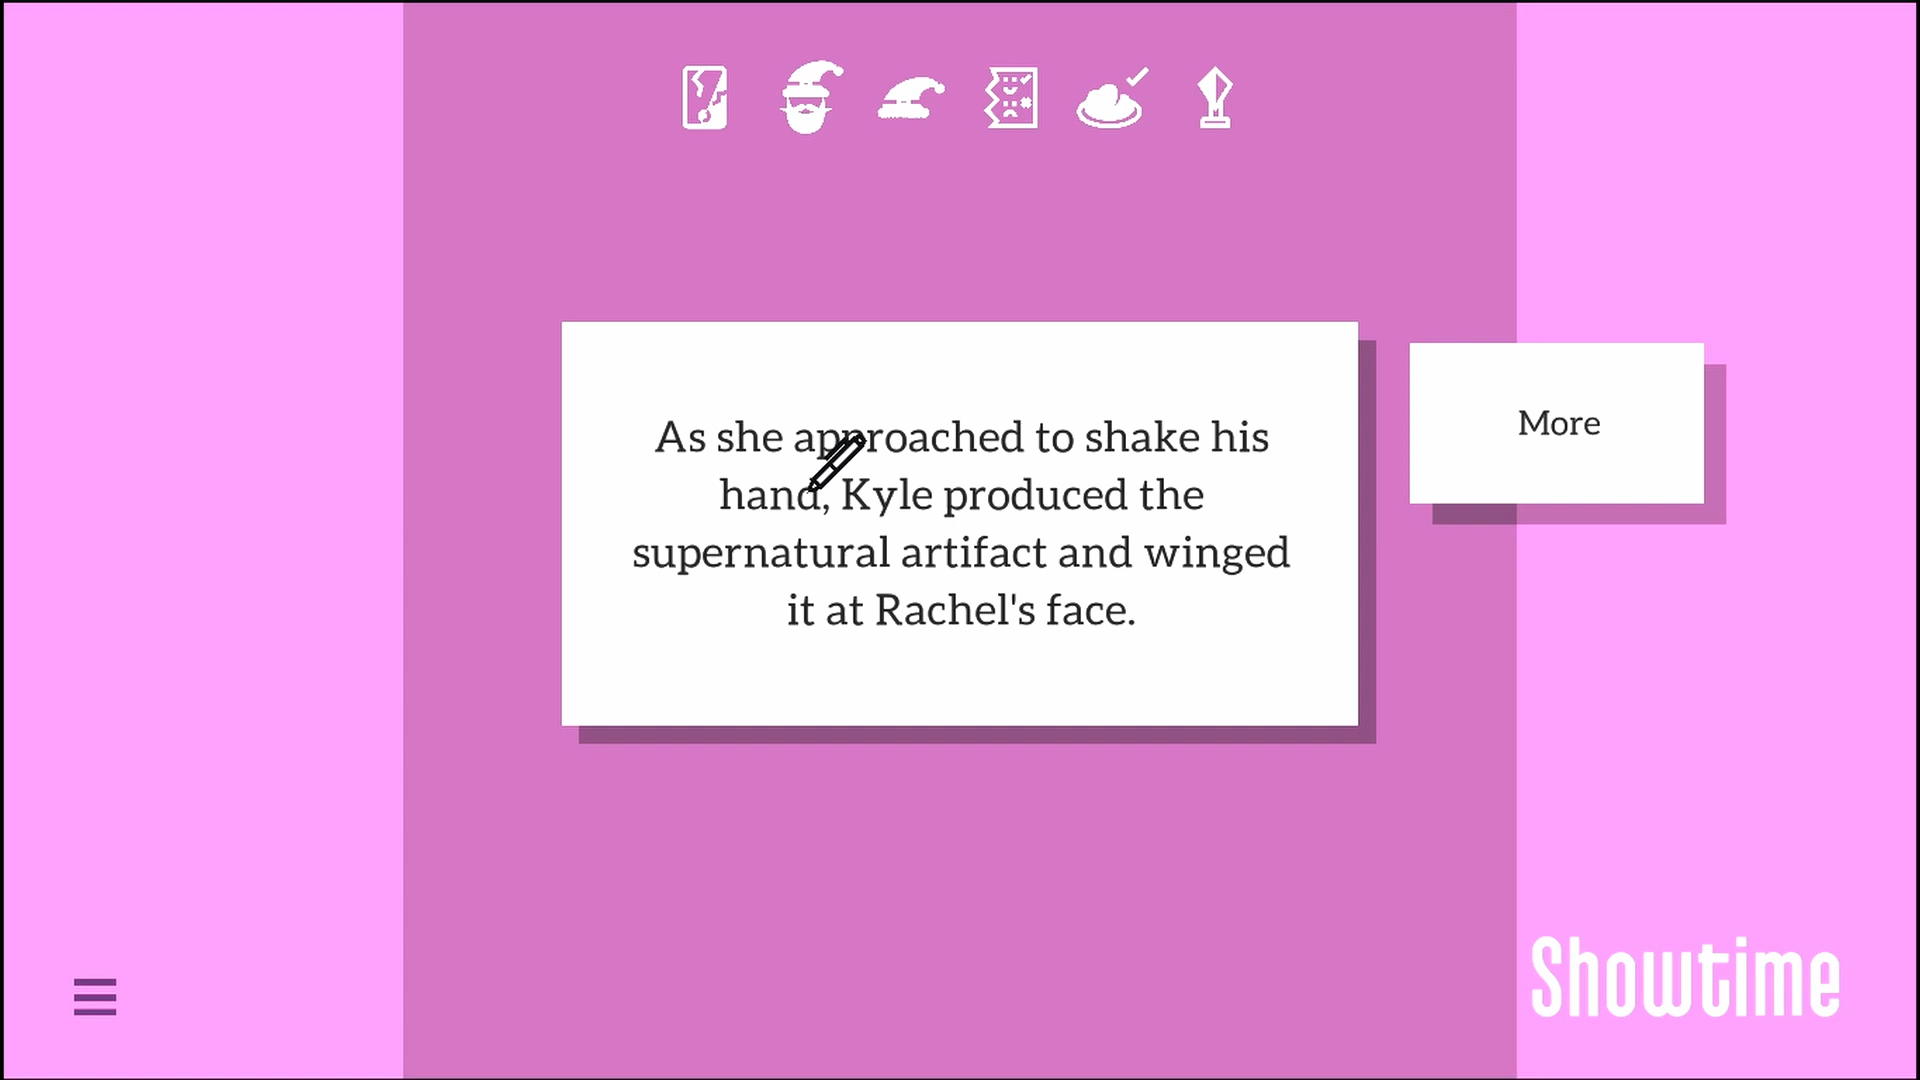 As she approached to shake his
hand, Kyle produced the
supernatural artifact and winged
it at Rachel's face.
More
Showtime